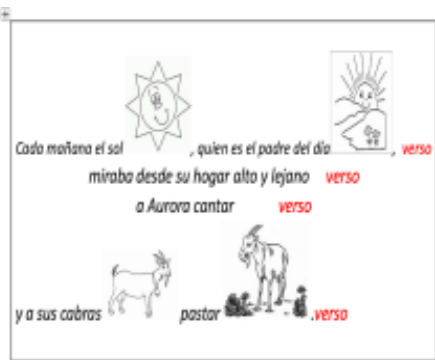 Cada mañana el sol , quien es el padre del día , verso
miraba desde su hogar alto y lejano verso
a Aurora cantar verso
y a sus cabras pastar .verso